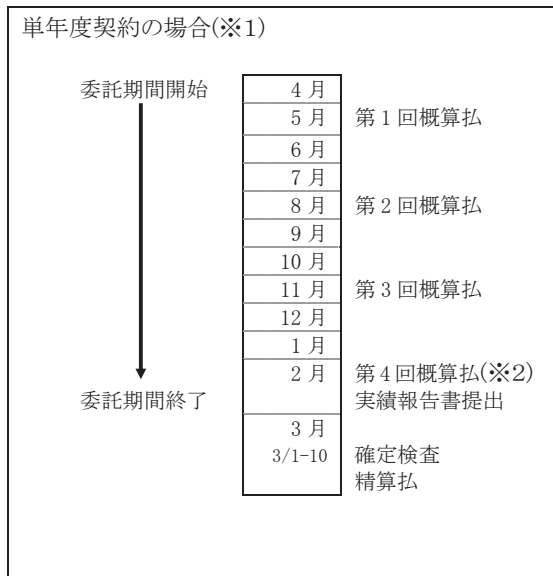 単年度契約の場合(※1)
委託期間開始 4月
5月 第1回概算払
6月
7月
8月 第2回概算払
9月
10月
11月 第3回概算払
12月
1月
2月 第4回概算払(※2)
委託期間終了 実績報告書提出
3月
3/1-10 確定検査
精算払